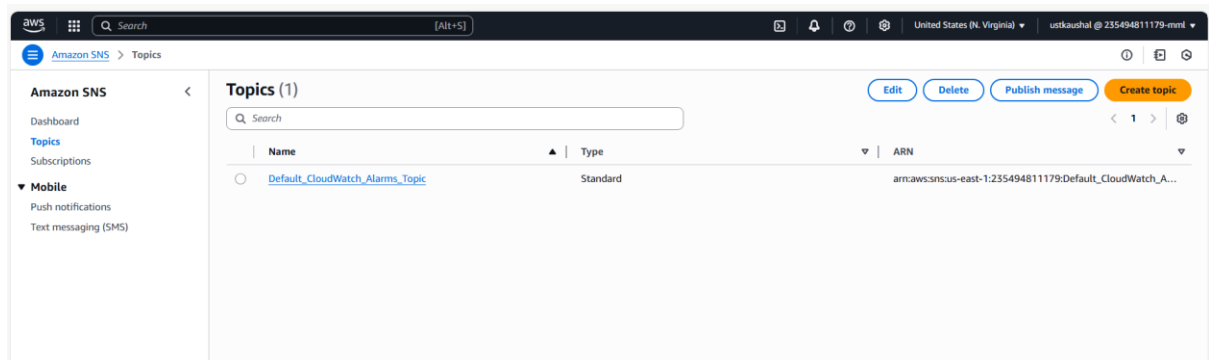 aws Search [Alt+S] United States (N. Virginia) ustkaushal @ 235494811179-mml
Amazon SNS > Topics
Amazon SNS
Dashboard
Topics
Subscriptions
Mobile
Push notifications
Text messaging (SMS)
Topics (1) Edit Delete Publish message Create topic
Search 1
Name Type ARN
Default_CloudWatch_Alarms_Topic Standard arn:aws:sns:us-east-1:235494811179:Default_CloudWatch_A...